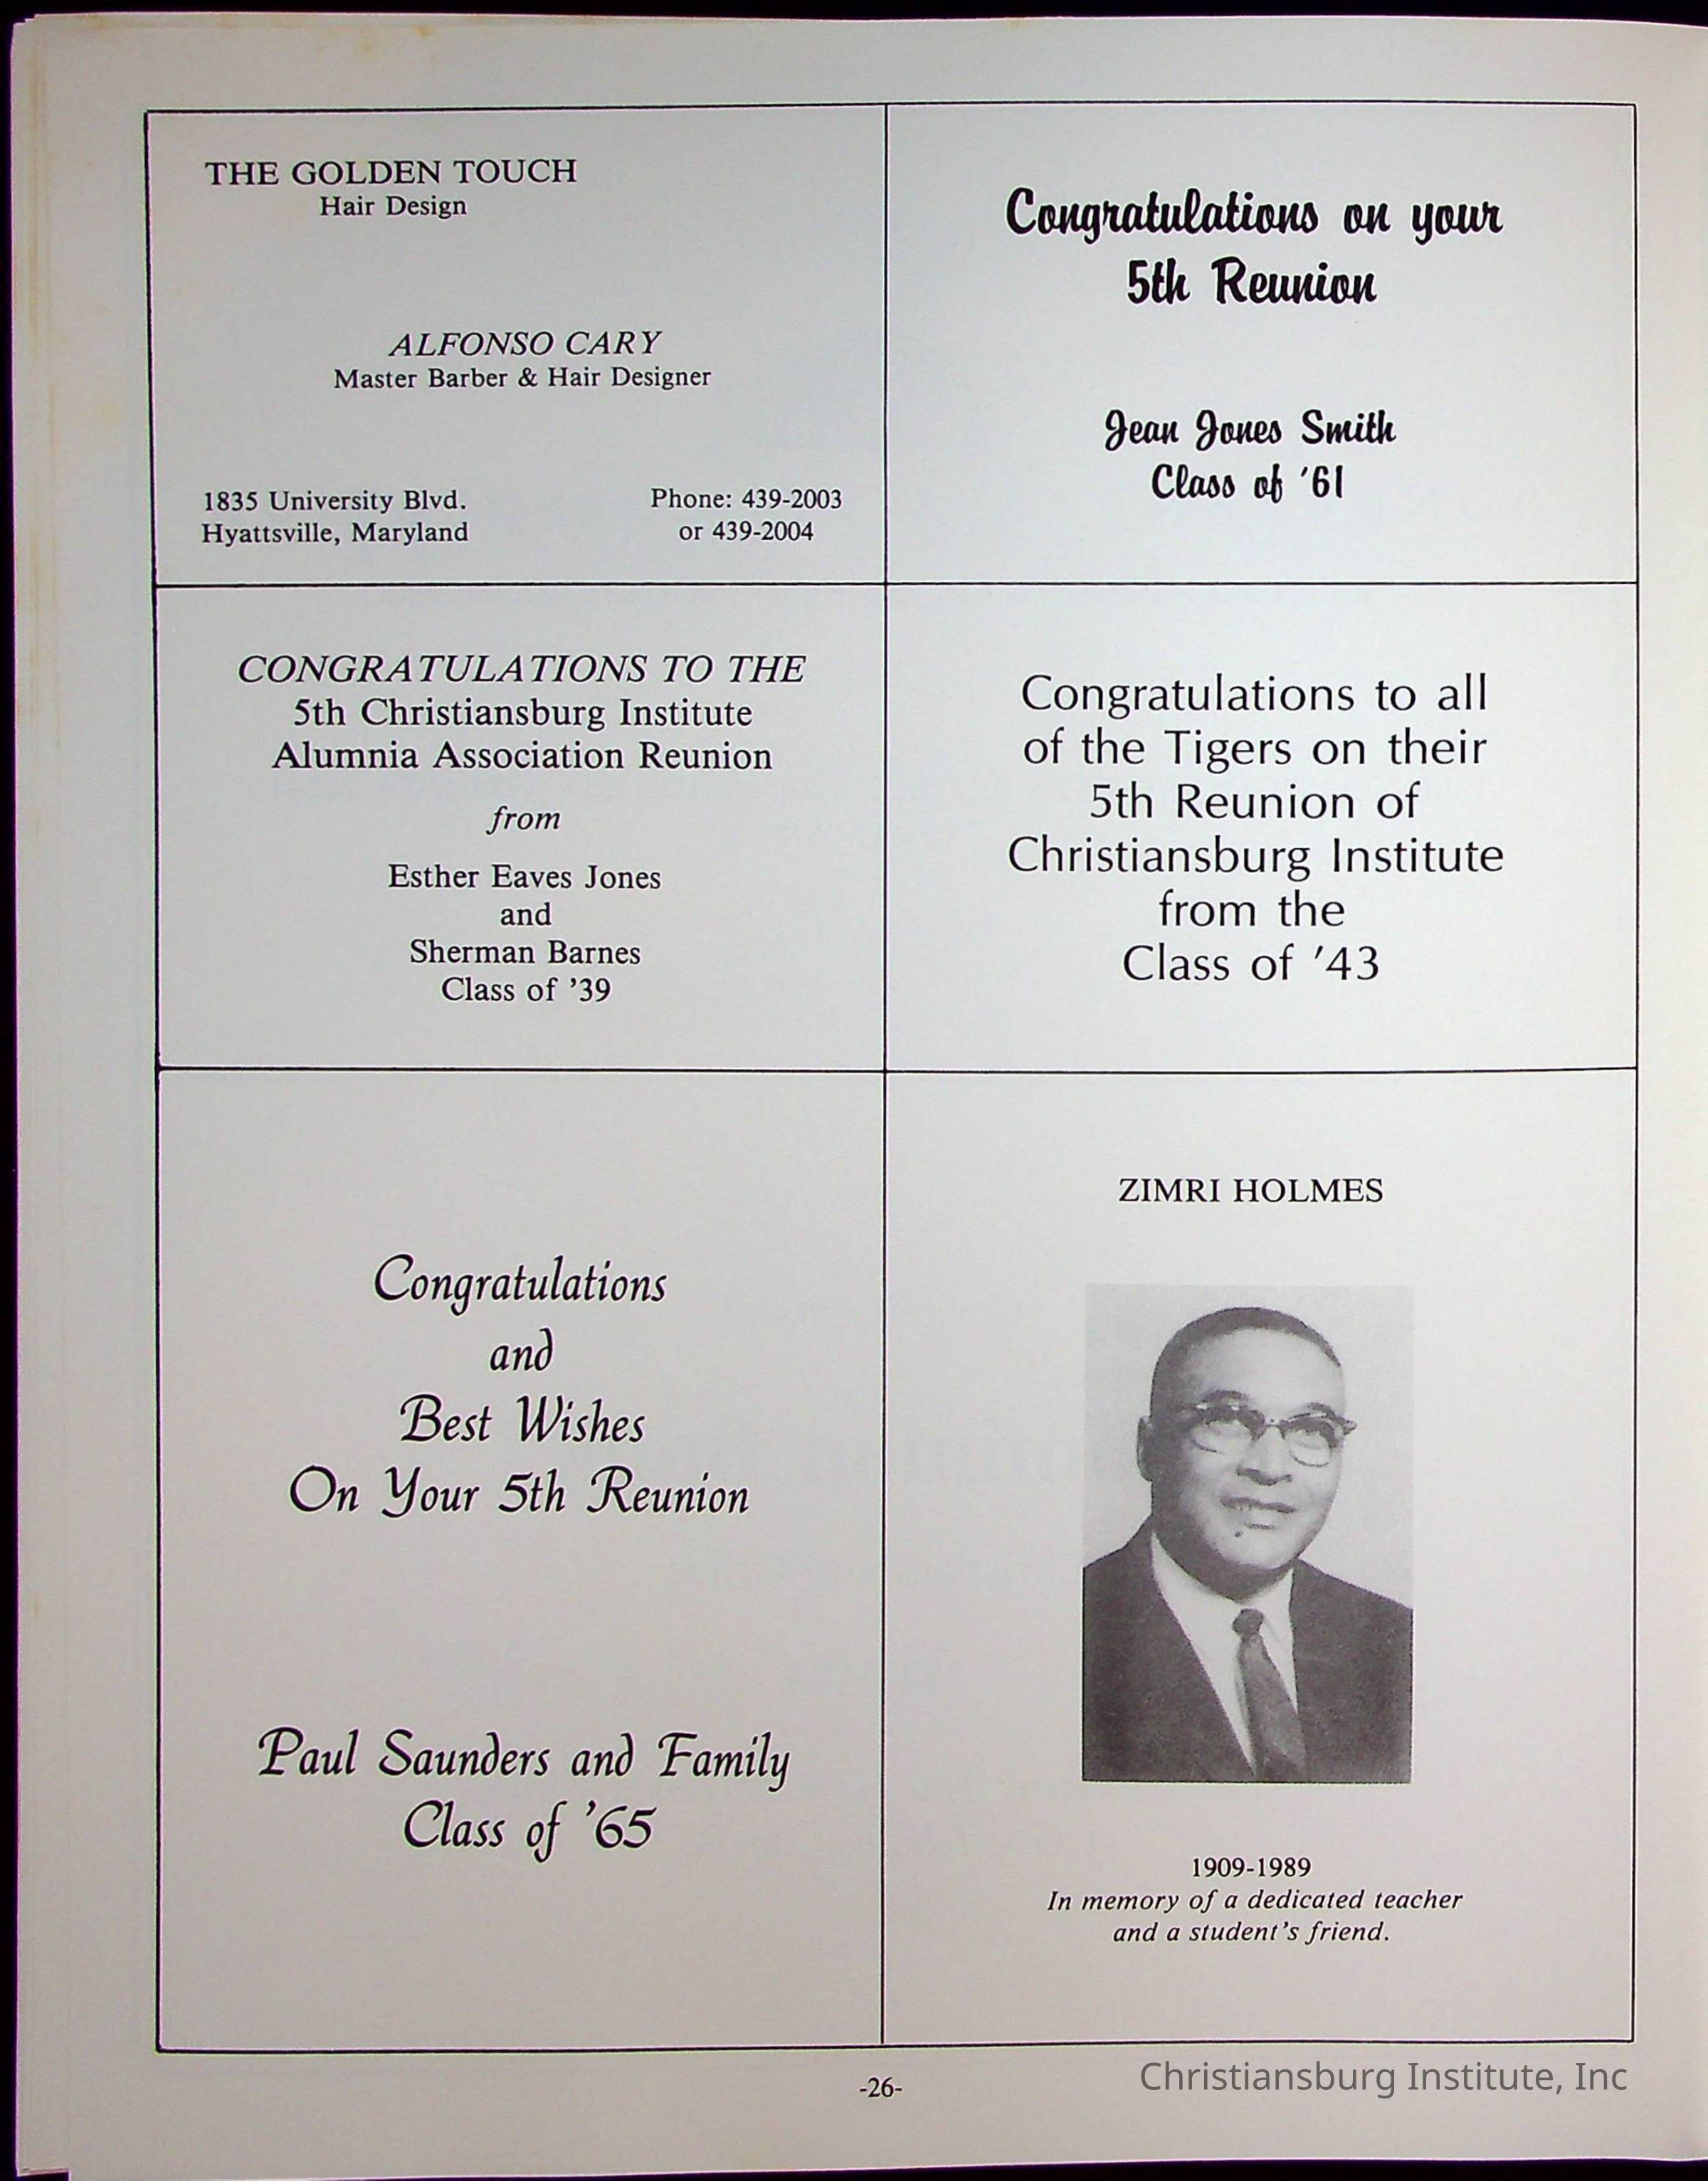 THE GOLDEN TOUCH
Hair Design
ALFONSO CARY
Master Barber & Hair Designer
1835 University Blvd.
Hyattsville, Maryland
Phone: 439-2003
or 439-2004
Congratulations on your
5th Reunion
Jean Jones Smith
Class of '61
CONGRATULATIONS TO THE
5th Christiansburg Institute
Alumnia Association Reunion
from
Esther Eaves Jones
and
Sherman Barnes
Class of '39
Congratulations to all
of the Tigers on their
5th Reunion of
Christiansburg Institute
from the
Class of '43
Congratulations
and
Best Wishes
On Your 5th Reunion
Paul Saunders and Family
Class of '65
ZIMRI HOLMES
1909-1989
In memory of a dedicated teacher
and a student's friend.
-26-
Christiansburg Institute, Inc